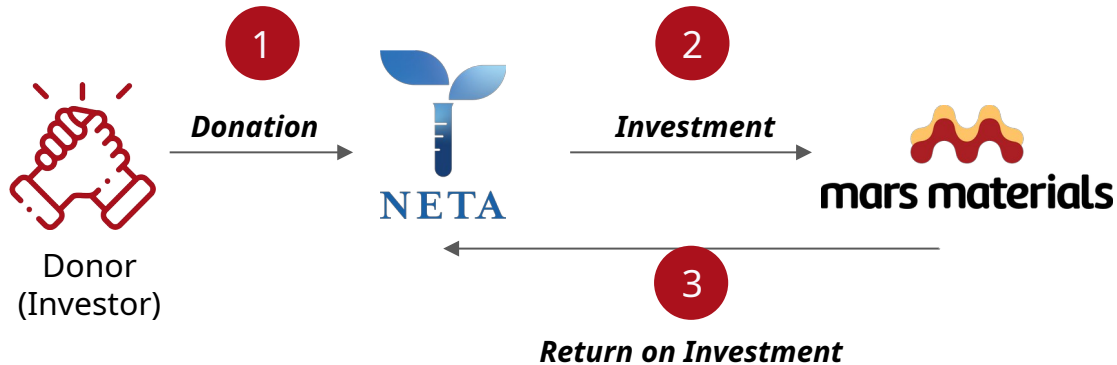 1
2
Donation
Investment
NETA
mars materials
Donor
(Investor)
3
Return on Investment